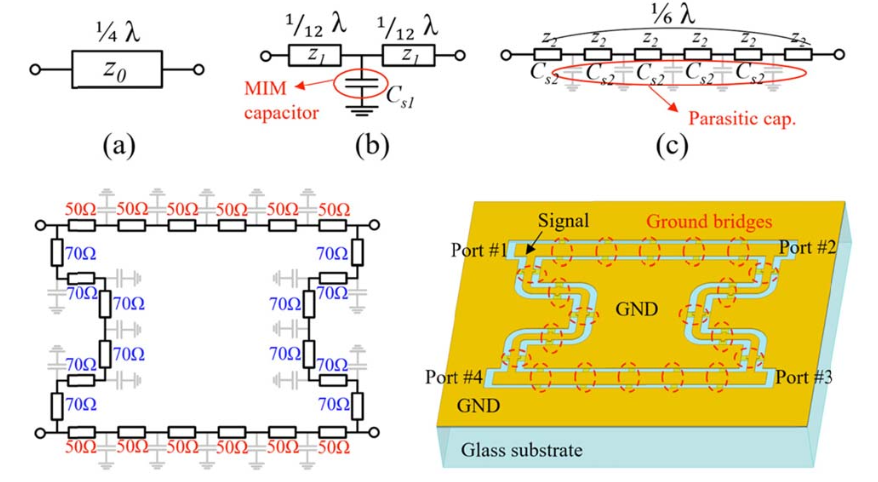 ¼ λ
z0
(a)
1/12 λ
1/12 λ
z1
z1
MIM
capacitor
Cs1
(b)
⅙ λ
z2
z2
z2
z2
z2
z2
Cs2
Cs2
Cs2
Cs2
Cs2
Parasitic cap.
(c)
50Ω 50Ω 50Ω 50Ω 50Ω 50Ω
70Ω
70Ω
70Ω
70Ω
70Ω
70Ω
70Ω
70Ω
70Ω
70Ω
70Ω
70Ω
50Ω 50Ω 50Ω 50Ω 50Ω 50Ω
Signal
Ground bridges
Port #1
Port #2
GND
Port #4
Port #3
GND
Glass substrate